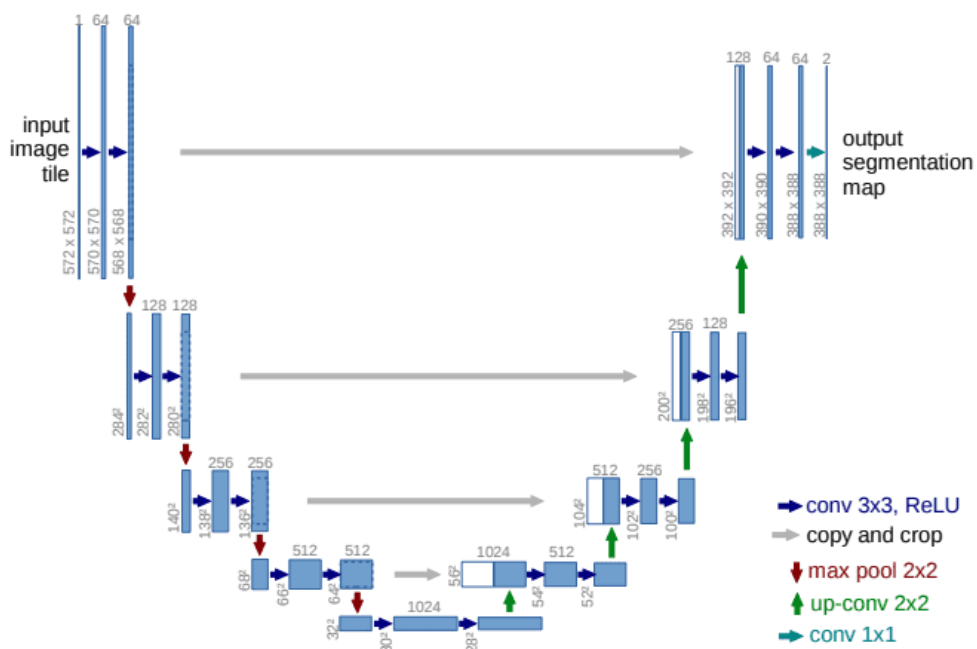 1 64 64
128 64 64 2
input
image
tile
output
segmentation
map
572 x 572
570 x 570
568 x 568
392 x 392
390 x 390
388 x 388
388 x 388
128 128
256 128
284²
282²
280²
200²
198²
196²
256 256
512 256
140²
138²
136²
104²
102²
100²
512 512
1024 512
68²
66²
64²
56²
54²
52²
1024
32²
30²
28²
conv 3x3, ReLU
copy and crop
max pool 2x2
up-conv 2x2
conv 1x1